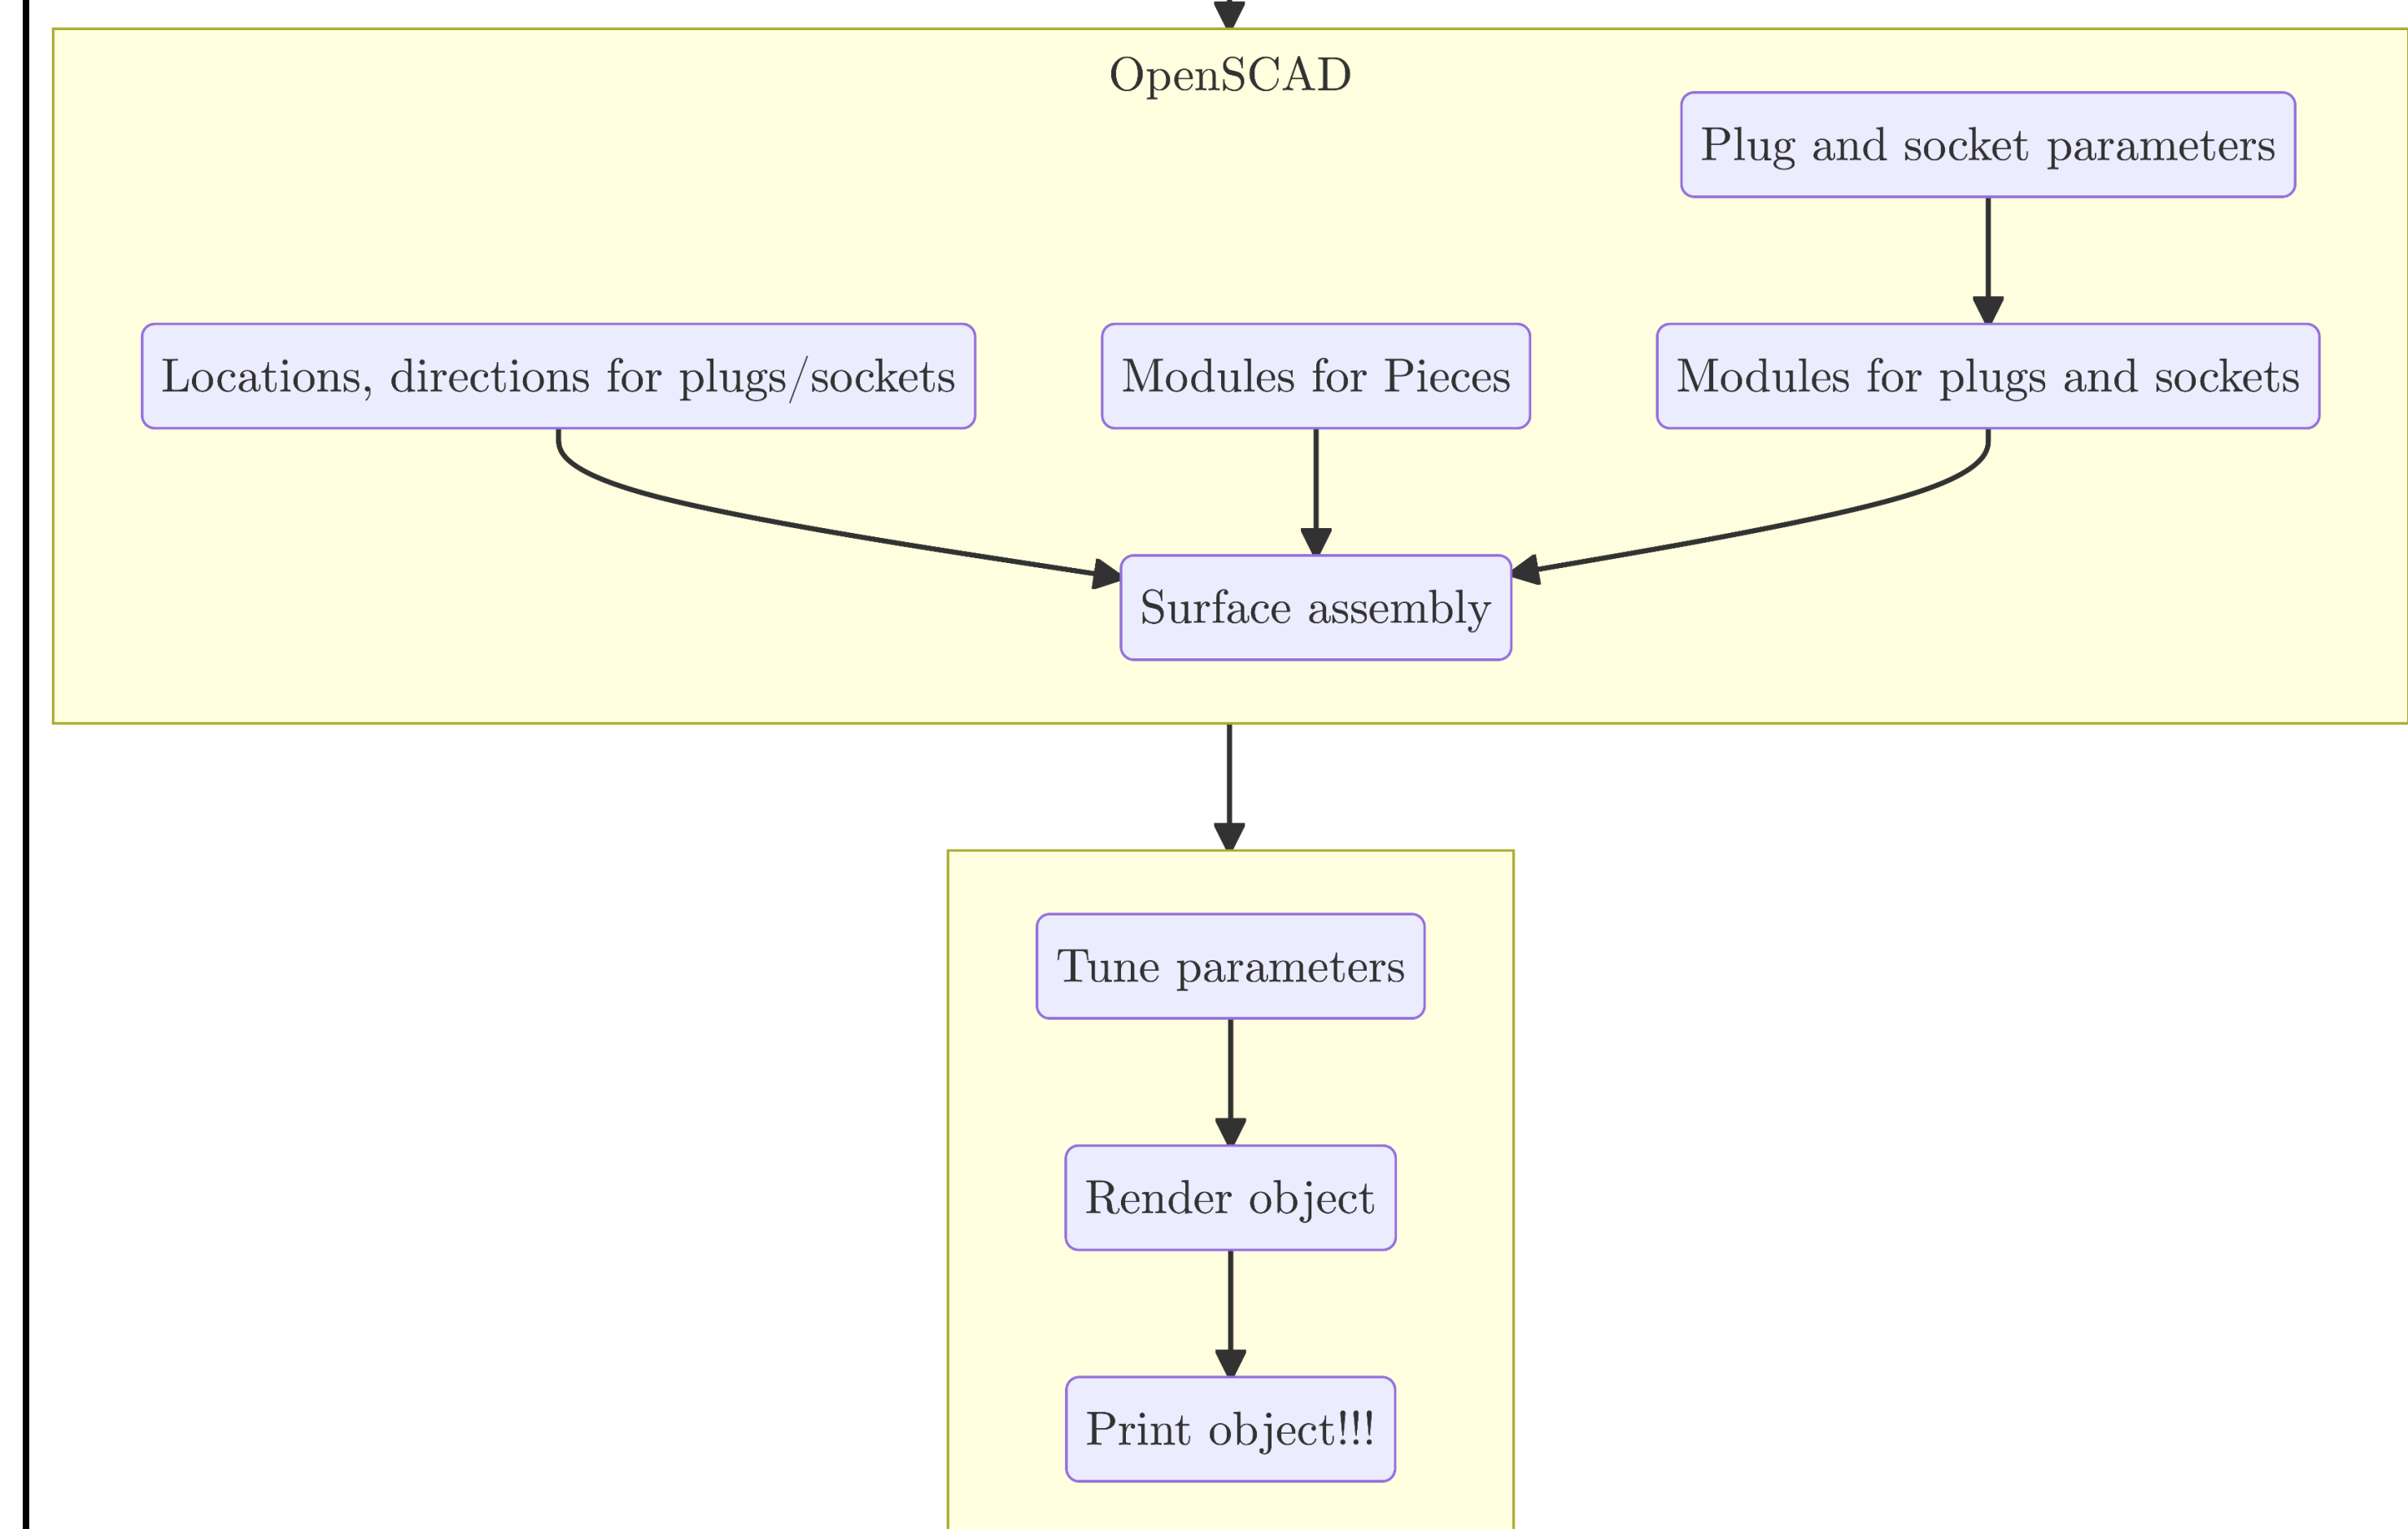 OpenSCAD
Plug and socket parameters
Locations, directions for plugs/sockets
Modules for Pieces
Modules for plugs and sockets
Surface assembly
Tune parameters
Render object
Print object!!!